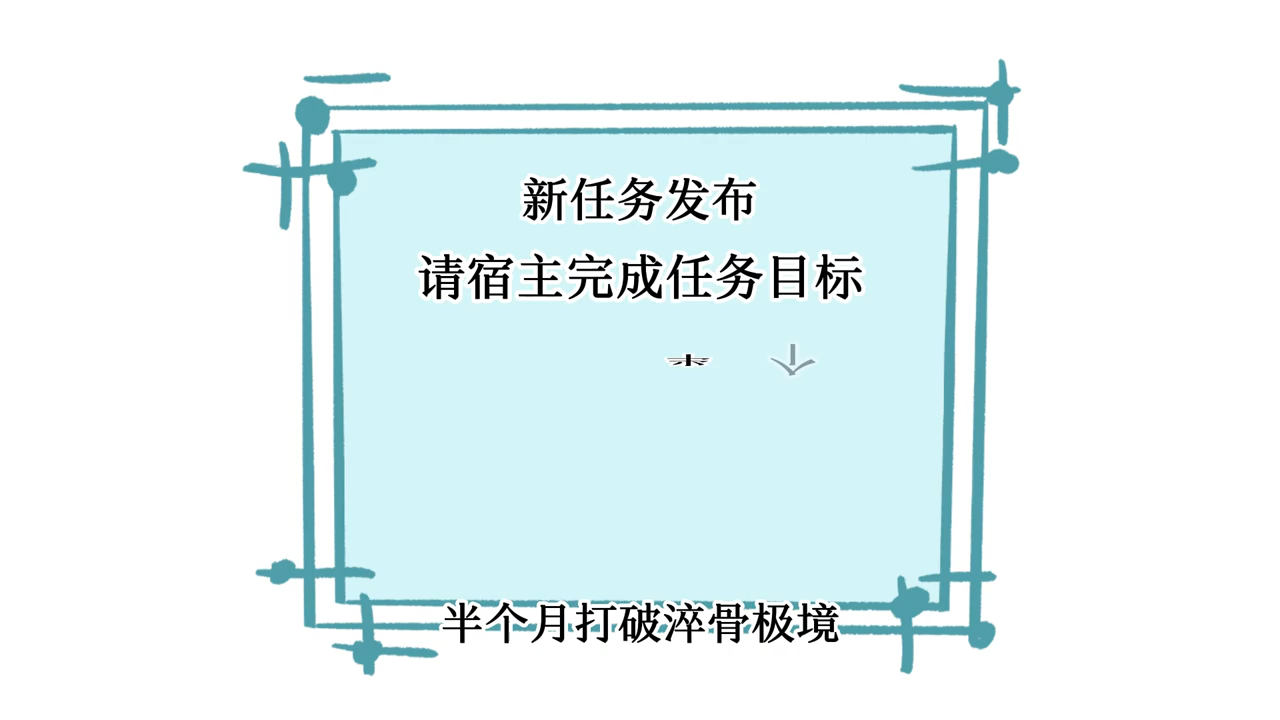 新任务发布
请宿主完成任务目标
半个月打破淬骨极境